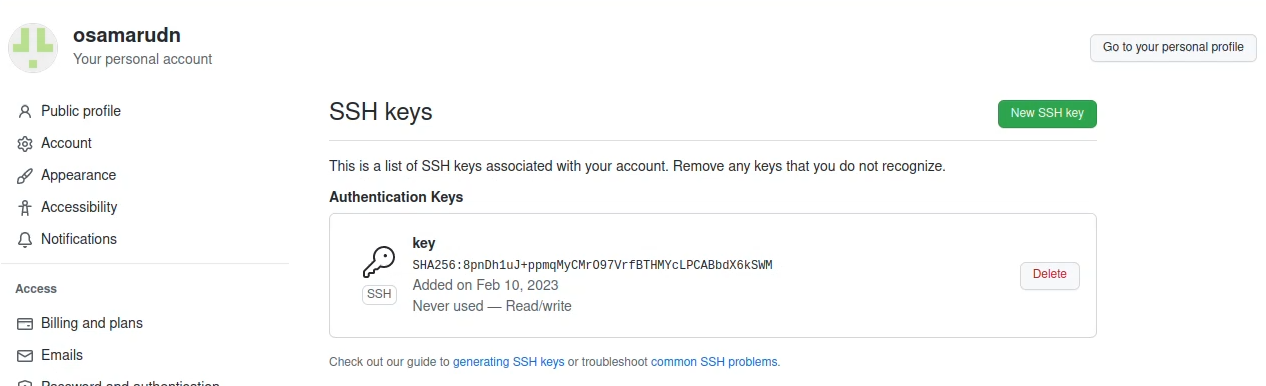 osamarudn
Your personal account
Go to your personal profile
Public profile
Account
Appearance
Accessibility
Notifications
Access
Billing and plans
Emails
Password and authentication
SSH keys
New SSH key
This is a list of SSH keys associated with your account. Remove any keys that you do not recognize.
Authentication Keys
key
SHA256:8pnDh1uJ+ppmqMyCMrO97VrfBTHMYcLPCABbdX6kSWM
Added on Feb 10, 2023
Never used — Read/write
SSH
Delete
Check out our guide to generating SSH keys or troubleshoot common SSH problems.